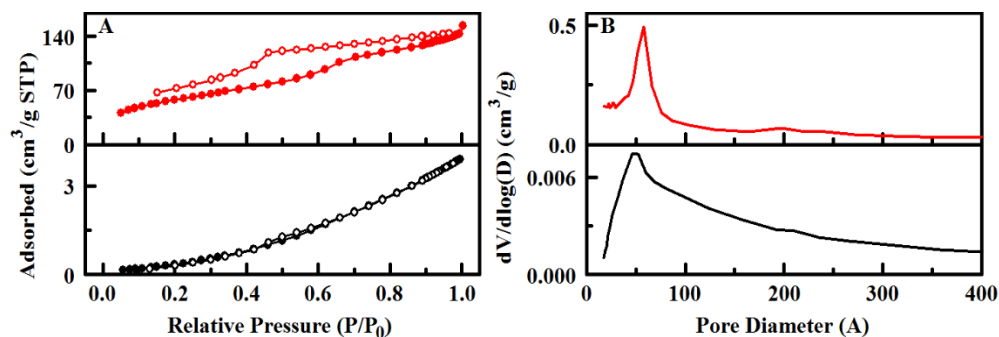 A
140
70
0
3
0
Adsorbed (cm³/g STP)
0.0 0.2 0.4 0.6 0.8 1.0
Relative Pressure (P/P₀)
B
0.5
0.0
0.006
0.000
dV/dlog(D) (cm³/g)
0 100 200 300 400
Pore Diameter (A)